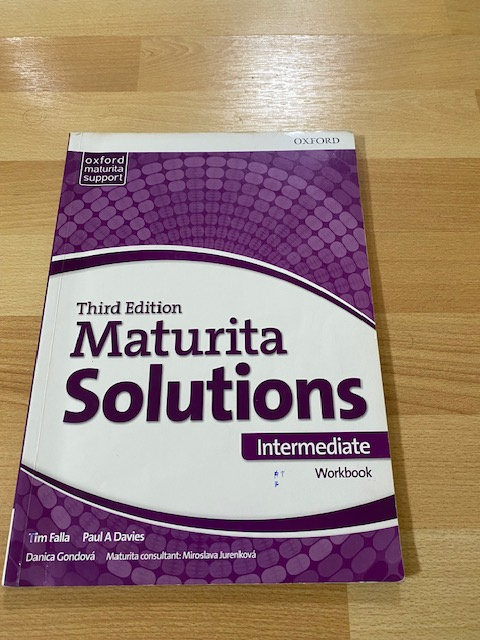 OXFORD
oxford
maturita
support
Third Edition
Maturita
Solutions
Intermediate
Workbook
Tim Falla Paul A Davies
Danica Gondová Maturita consultant: Miroslava Jurenková